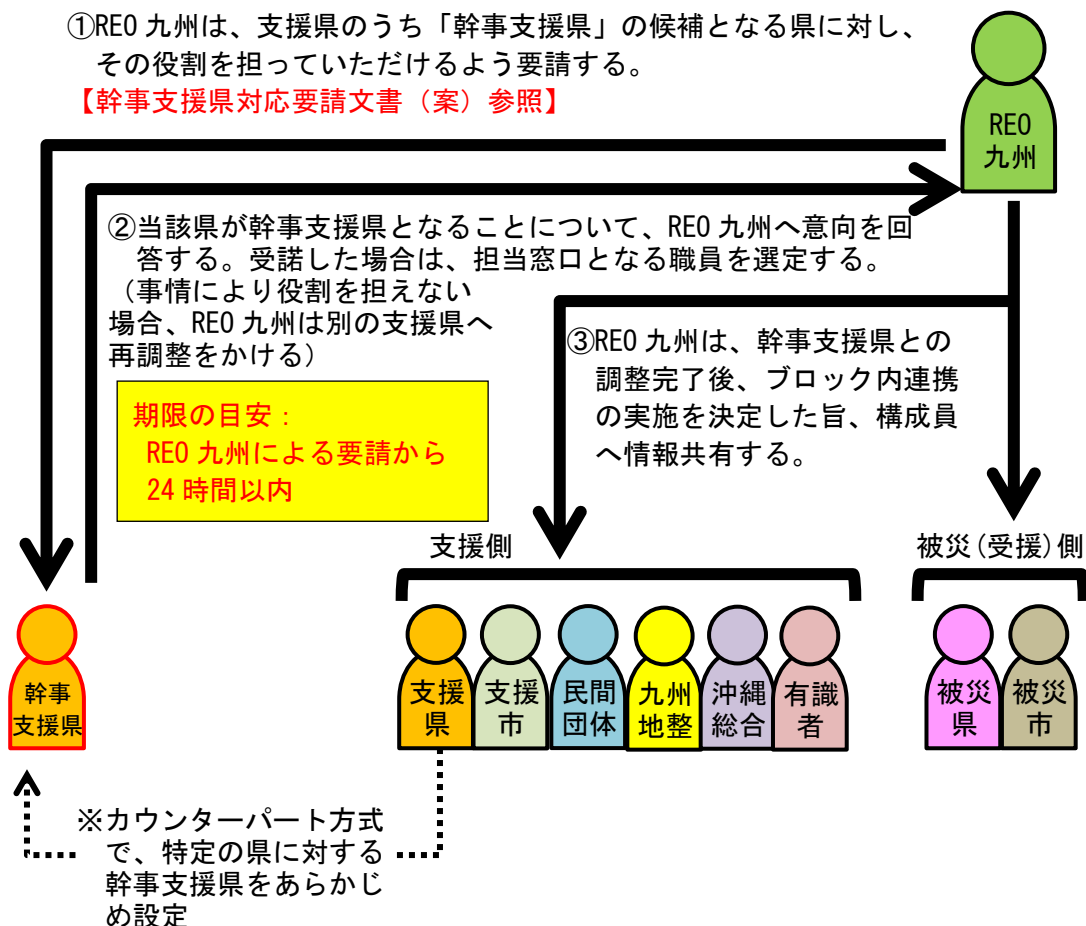 ①REO 九州は、支援県のうち「幹事支援県」の候補となる県に対し、
その役割を担っていただけるよう要請する。
【幹事支援県対応要請文書（案）参照】
REO
九州
②当該県が幹事支援県となることについて、REO 九州へ意向を回
答する。受諾した場合は、担当窓口となる職員を選定する。
（事情により役割を担えない
場合、REO 九州は別の支援県へ
再調整をかける）
期限の目安：
REO 九州による要請から
24 時間以内
③REO 九州は、幹事支援県との
調整完了後、ブロック内連携
の実施を決定した旨、構成員
へ情報共有する。
支援側
被災(受援)側
幹事
支援県
支援
県
支援
市
民間
団体
九州
地整
沖縄
総合
有識
者
被災
県
被災
市
※カウンターパート方式
で、特定の県に対する
幹事支援県をあらかじ
め設定